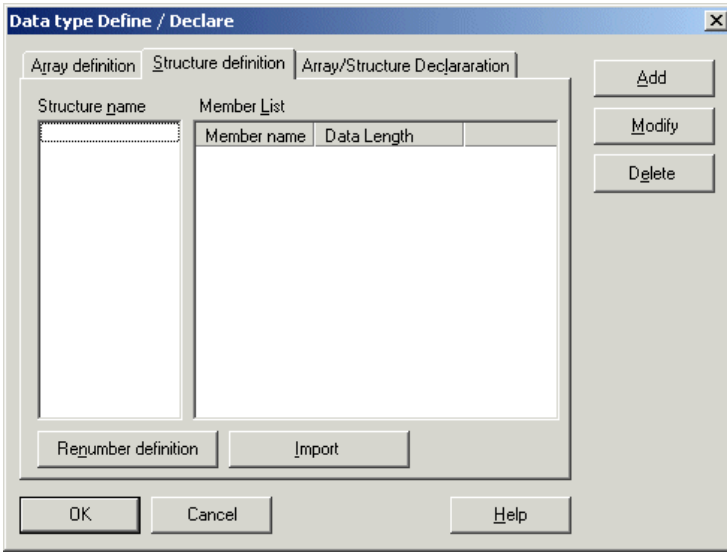 Data type Define / Declare
Array definition
Structure definition
Array/Structure Declararation
Structure name
Member List
Member name
Data Length
Renumber definition
Import
OK
Cancel
Help
Add
Modify
Delete